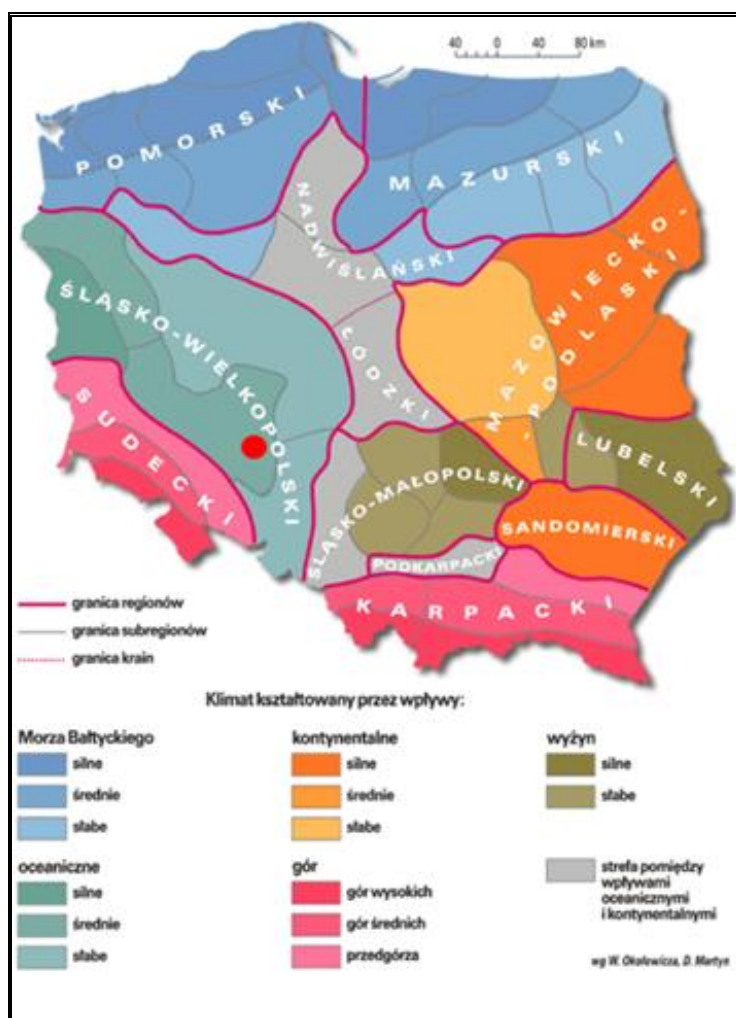 40 0 40 80 km
POMORSKI
MAZURSKI
NADWIŚLAŃSKI
MAZOWIECKO-
-PODLASKI
ŚLĄSKO-WIELKOPOLSKI
ŁÓDZKI
SUDECKI
LUBELSKI
ŚLĄSKO-MAŁOPOLSKI
SANDOMIERSKI
PODKARPACKI
KARPACKI
granica regionów
granica subregionów
granica krain
Klimat kształtowany przez wpływy:
Morza Bałtyckiego
silne
średnie
słabe
kontynentalne
silne
średnie
słabe
wyżyn
silne
słabe
oceaniczne
silne
średnie
słabe
gór
gór wysokich
gór średnich
przedgórza
strefa pomiędzy
wpływami
oceanicznymi
i kontynentalnymi
wg W. Okołowicza, D. Martyn